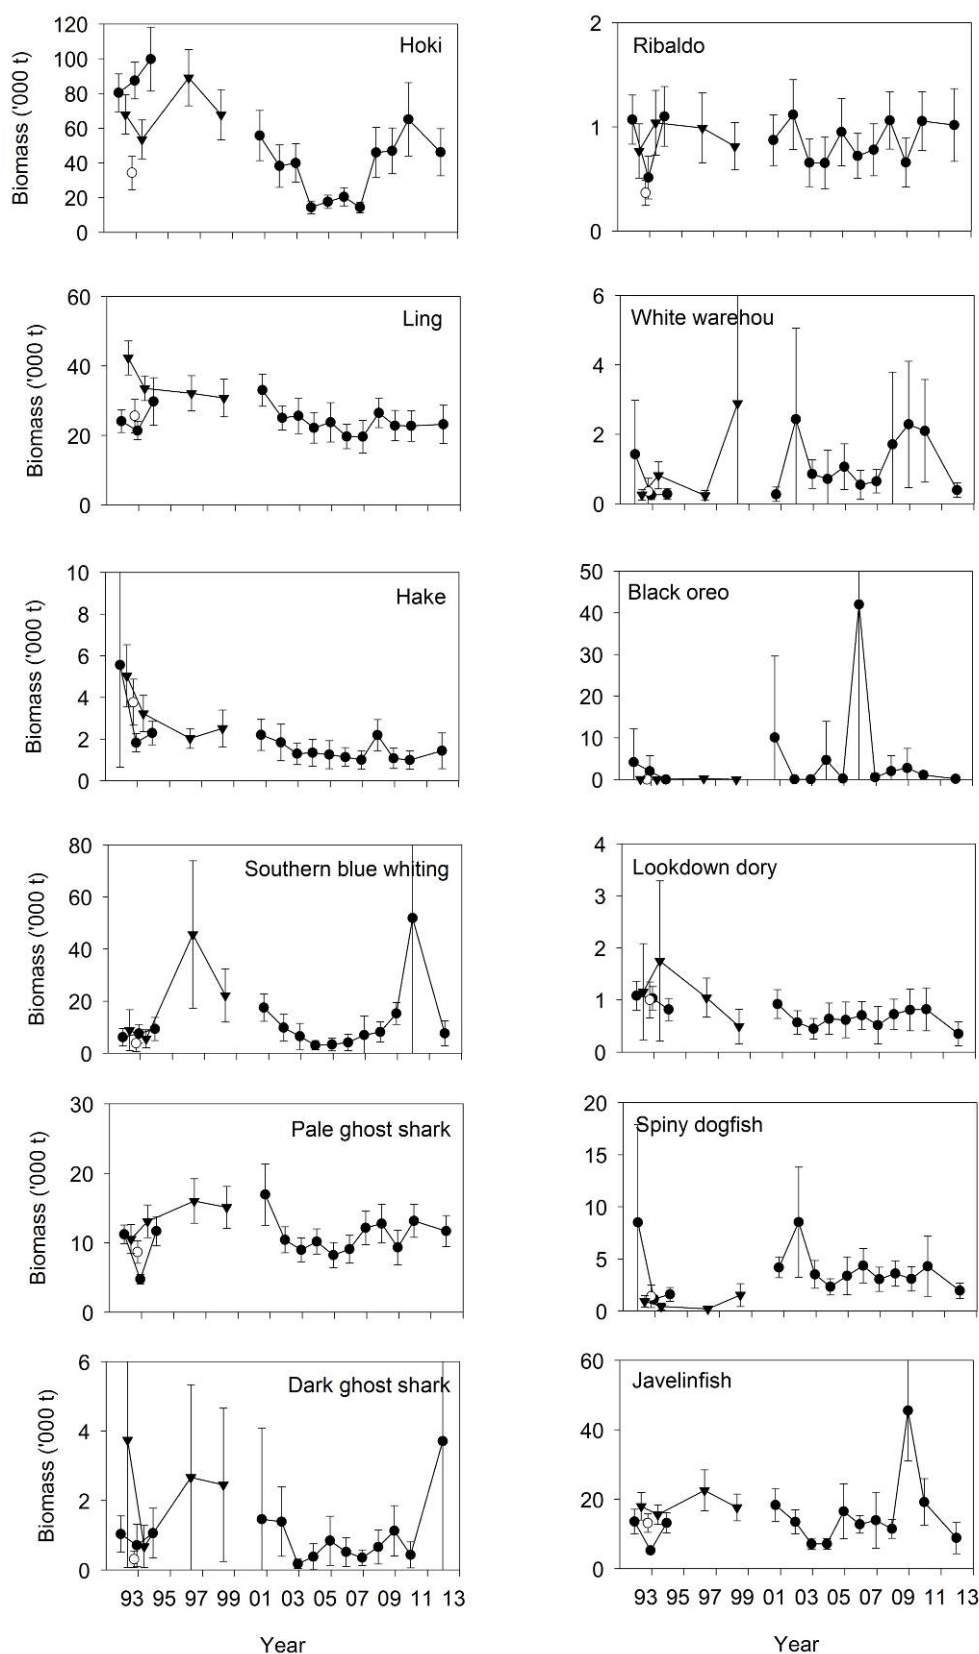 Hoki
Biomass ('000 t)
120
100
80
60
40
20
0
Ribaldo
2
1
0
Ling
Biomass ('000 t)
60
40
20
0
White warehou
6
4
2
0
Hake
Biomass ('000 t)
10
8
6
4
2
0
Black oreo
50
40
30
20
10
0
Southern blue whiting
Biomass ('000 t)
80
60
40
20
0
Lookdown dory
4
3
2
1
0
Pale ghost shark
Biomass ('000 t)
30
20
10
0
Spiny dogfish
20
15
10
5
0
Dark ghost shark
Biomass ('000 t)
6
4
2
0
93 95 97 99 01 03 05 07 09 11 13
Year
Javelinfish
60
40
20
0
93 95 97 99 01 03 05 07 09 11 13
Year